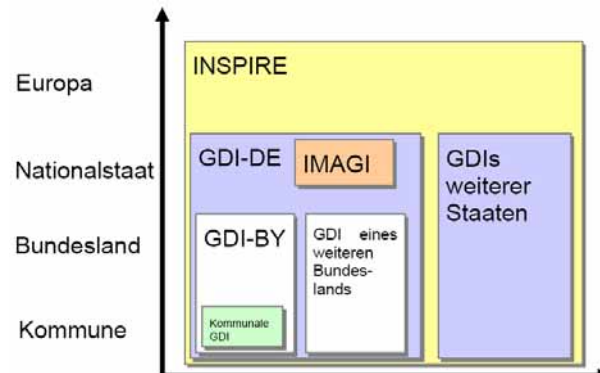 Europa
Nationalstaat
Bundesland
Kommune
INSPIRE
GDI-DE
IMAGI
GDI-BY
Kommunale
GDI
GDI eines
weiteren
Bundes-
lands
GDIs
weiterer
Staaten